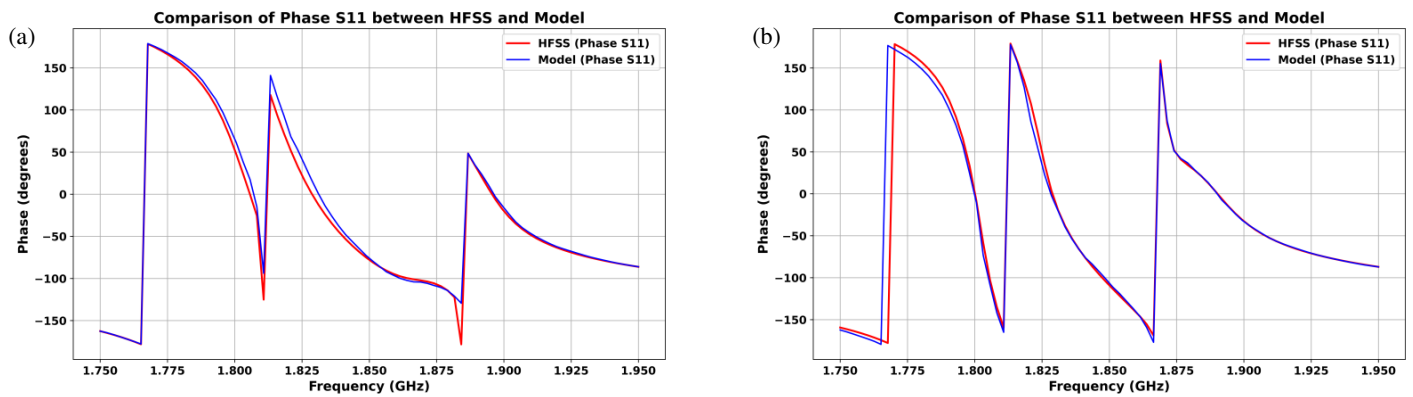 (a)
Comparison of Phase S11 between HFSS and Model
HFSS (Phase S11)
Model (Phase S11)
Phase (degrees)
150
100
50
0
−50
−100
−150
1.750 1.775 1.800 1.825 1.850 1.875 1.900 1.925 1.950
Frequency (GHz)
(b)
Comparison of Phase S11 between HFSS and Model
HFSS (Phase S11)
Model (Phase S11)
Phase (degrees)
150
100
50
0
−50
−100
−150
1.750 1.775 1.800 1.825 1.850 1.875 1.900 1.925 1.950
Frequency (GHz)